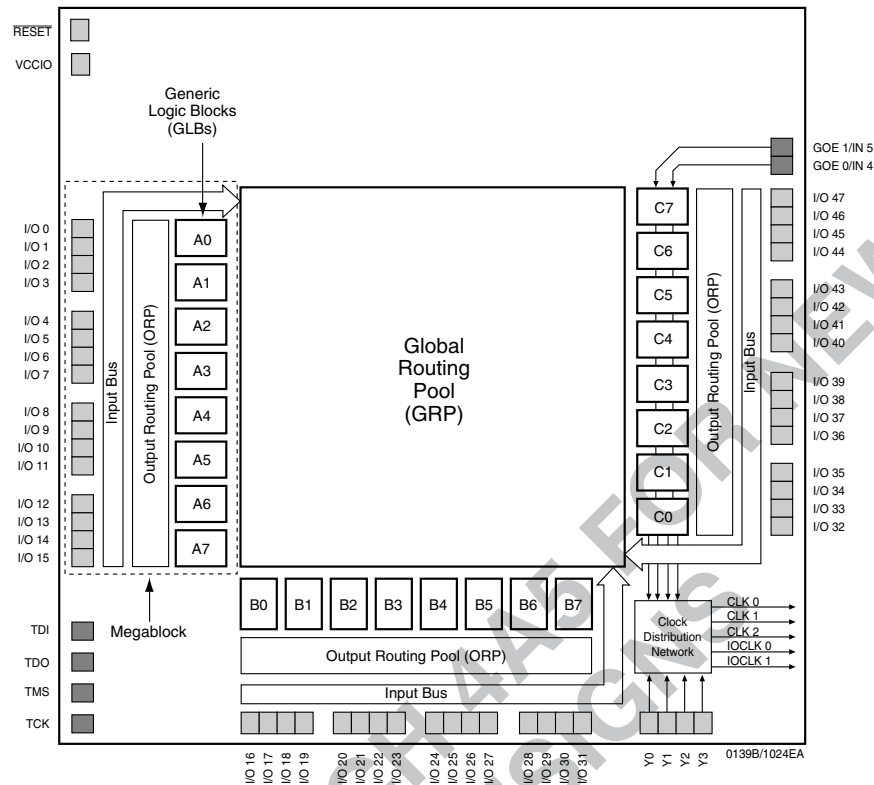 RESET
VCCIO
Generic
Logic Blocks
(GLBs)
GOE 1/IN 5
GOE 0/IN 4
I/O 0
I/O 1
I/O 2
I/O 3
I/O 4
I/O 5
I/O 6
I/O 7
I/O 8
I/O 9
I/O 10
I/O 11
I/O 12
I/O 13
I/O 14
I/O 15
Input Bus
Output Routing Pool (ORP)
A0
A1
A2
A3
A4
A5
A6
A7
Global
Routing
Pool
(GRP)
C7
C6
C5
C4
C3
C2
C1
C0
Output Routing Pool (ORP)
Input Bus
I/O 47
I/O 46
I/O 45
I/O 44
I/O 43
I/O 42
I/O 41
I/O 40
I/O 39
I/O 38
I/O 37
I/O 36
I/O 35
I/O 34
I/O 33
I/O 32
Megablock
TDI
TDO
TMS
TCK
B0 B1 B2 B3 B4 B5 B6 B7
Output Routing Pool (ORP)
Input Bus
Clock
Distribution
Network
CLK 0
CLK 1
CLK 2
IOCLK 0
IOCLK 1
I/O 16
I/O 17
I/O 18
I/O 19
I/O 20
I/O 21
I/O 22
I/O 23
I/O 24
I/O 25
I/O 26
I/O 27
I/O 28
I/O 29
I/O 30
I/O 31
Y0
Y1
Y2
Y3
0139B/1024EA
4A5 FOR NEW